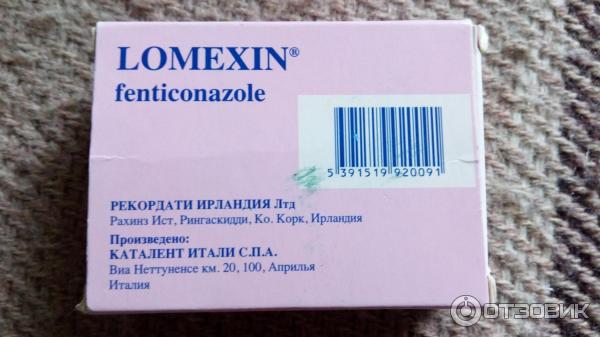 LOMEXIN®
fenticonazole
5 391519 920091
РЕКОРДАТИ ИРЛАНДИЯ Лтд
Рахинз Ист, Рингаскидди, Ко. Корк, Ирландия
Произведено:
КАТАЛЕНТ ИТАЛИ С.П.А.
Виа Неттуненсе км. 20, 100, Априлья
Италия
ОТЗОВИК